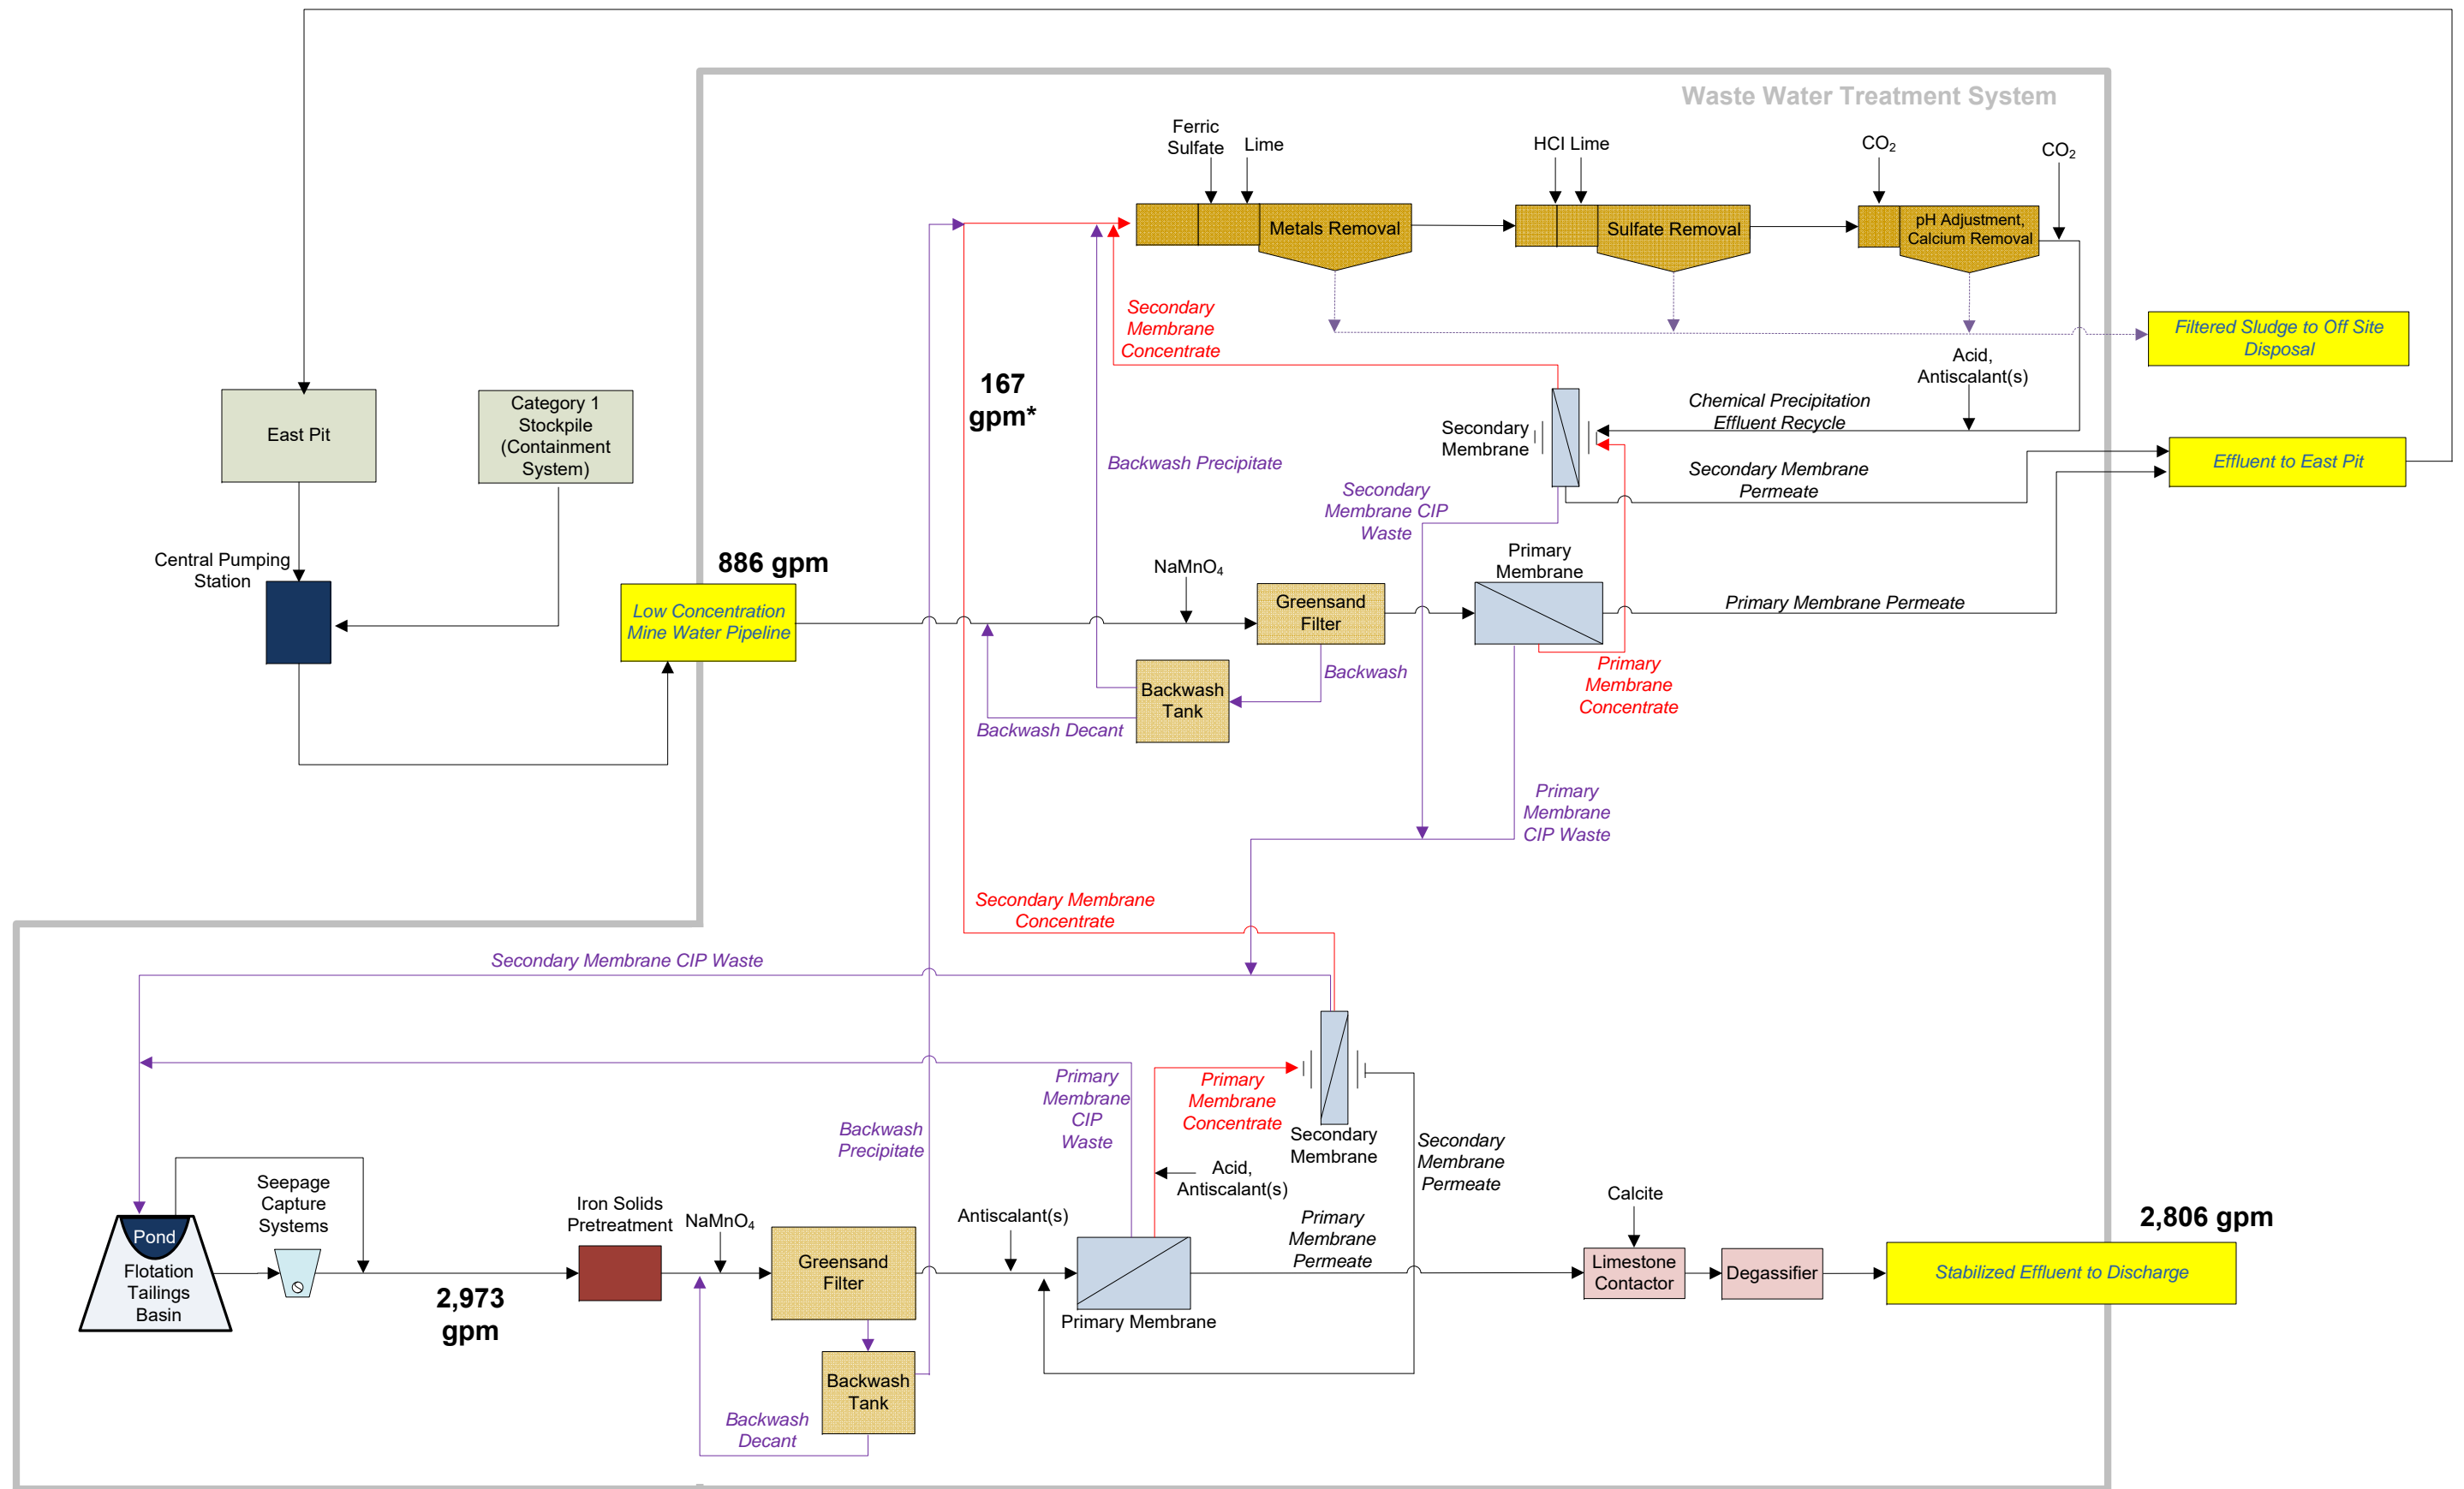 Waste Water Treatment System
Ferric
Sulfate
Lime
HCl Lime
CO₂
CO₂
Metals Removal
Sulfate Removal
pH Adjustment,
Calcium Removal
Secondary
Membrane
Concentrate
Filtered Sludge to Off Site
Disposal
Acid,
Antiscalant(s)
167
gpm*
East Pit
Category 1
Stockpile
(Containment
System)
Chemical Precipitation
Effluent Recycle
Secondary
Membrane
Effluent to East Pit
Backwash Precipitate
Secondary Membrane
Permeate
Secondary
Membrane CIP
Waste
Central Pumping
Station
886 gpm
NaMnO₄
Primary
Membrane
Low Concentration
Mine Water Pipeline
Greensand
Filter
Primary Membrane Permeate
Backwash
Primary
Membrane
Concentrate
Backwash
Tank
Backwash Decant
Primary
Membrane
CIP Waste
Secondary Membrane
Concentrate
Secondary Membrane CIP Waste
Primary
Membrane
CIP
Waste
Primary
Membrane
Concentrate
Backwash
Precipitate
Secondary
Membrane
Secondary
Membrane
Permeate
Acid,
Antiscalant(s)
Seepage
Capture
Systems
Iron Solids
Pretreatment
NaMnO₄
Antiscalant(s)
Primary
Membrane
Permeate
Calcite
2,806 gpm
Pond
Flotation
Tailings
Basin
Greensand
Filter
Limestone
Contactor
Degassifier
Stabilized Effluent to Discharge
2,973
gpm
Primary Membrane
Backwash
Tank
Backwash
Decant